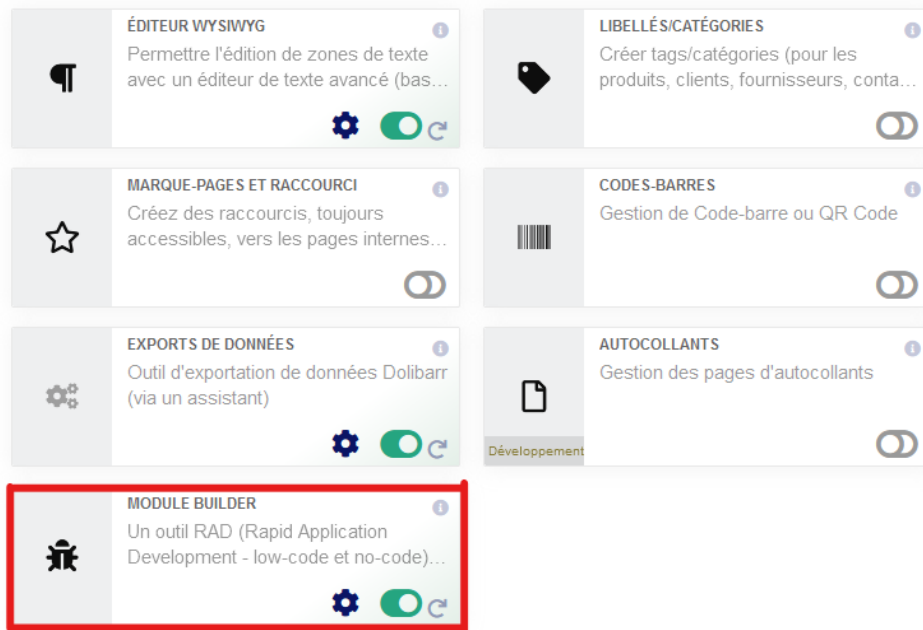 ÉDITEUR WYSIWYG
Permettre l'édition de zones de texte
avec un éditeur de texte avancé (bas...
LIBELLÉS/CATÉGORIES
Créer tags/catégories (pour les
produits, clients, fournisseurs, conta...
MARQUE-PAGES ET RACCOURCI
Créez des raccourcis, toujours
accessibles, vers les pages internes...
CODES-BARRES
Gestion de Code-barre ou QR Code
EXPORTS DE DONNÉES
Outil d'exportation de données Dolibarr
(via un assistant)
AUTOCOLLANTS
Gestion des pages d'autocollants
Développement
MODULE BUILDER
Un outil RAD (Rapid Application
Development - low-code et no-code)...